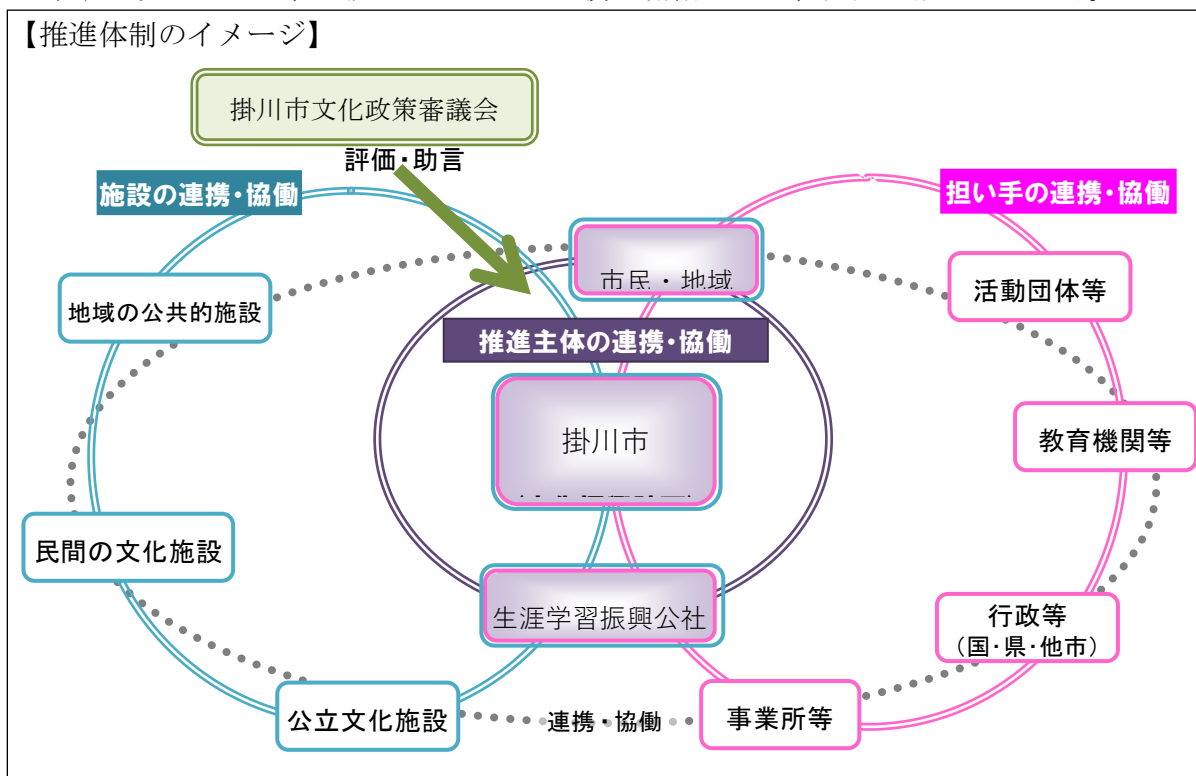 【推進体制のイメージ】
掛川市文化政策審議会
評価・助言
施設の連携・協働
担い手の連携・協働
市民・地域
地域の公共的施設
活動団体等
推進主体の連携・協働
掛川市
教育機関等
民間の文化施設
生涯学習振興公社
行政等
（国・県・他市）
公立文化施設
連携・協働
事業所等